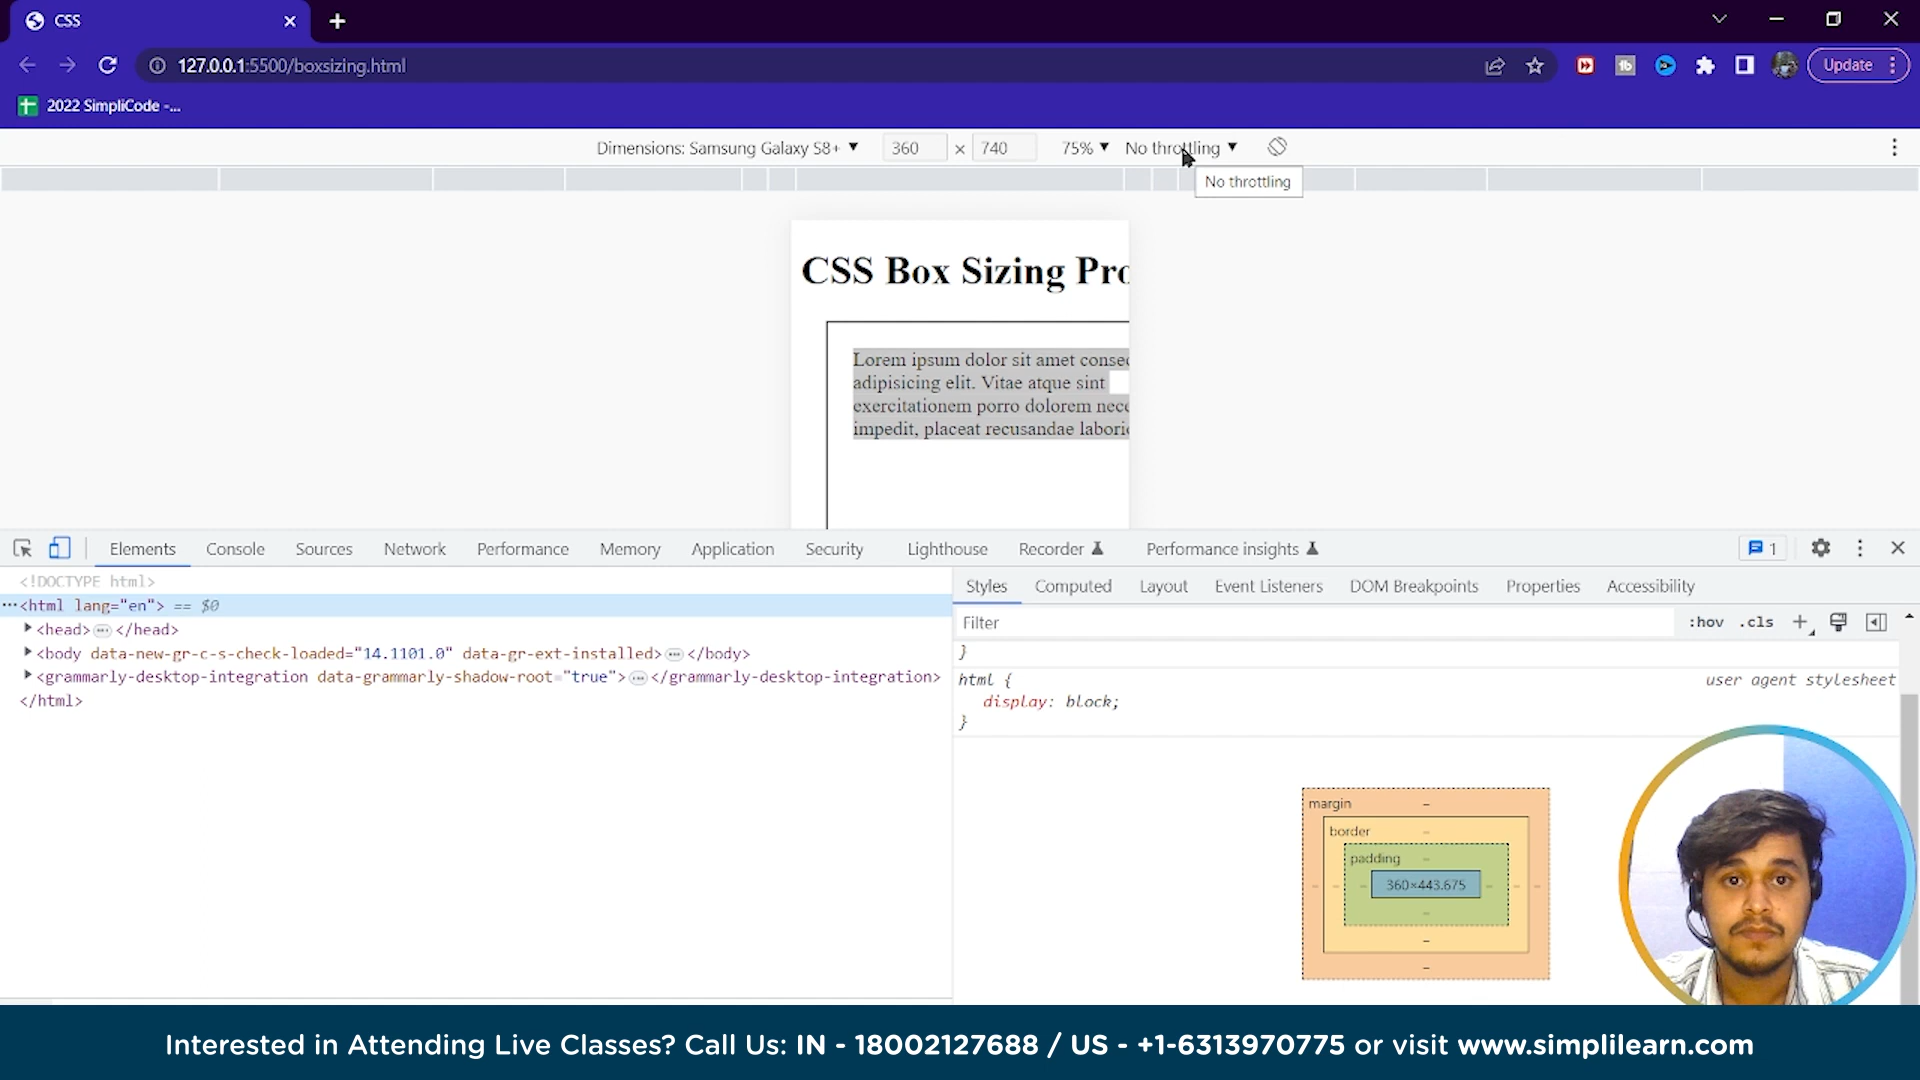 CSS
127.0.0.1:5500/boxsizing.html
Update
2022 SimpliCode -...
Dimensions: Samsung Galaxy S8+ 360 × 740 75% No throttling
No throttling
CSS Box Sizing Pro
Lorem ipsum dolor sit amet consec
adipisicing elit. Vitae atque sint
exercitationem porro dolorem nece
impedit, placeat recusandae laborio
Elements Console Sources Network Performance Memory Application Security Lighthouse Recorder Performance insights 1
<!DOCTYPE html>
<html lang="en"> == $0
<head> </head>
<body data-new-gr-c-s-check-loaded="14.1101.0" data-gr-ext-installed> </body>
<grammarly-desktop-integration data-grammarly-shadow-root="true"> </grammarly-desktop-integration>
</html>
Styles Computed Layout Event Listeners DOM Breakpoints Properties Accessibility
Filter :hov .cls
}
html { user agent stylesheet
display: block;
}
margin –
border –
padding –
– – – 360×443.675 – – –
–
–
–
Interested in Attending Live Classes? Call Us: IN - 18002127688 / US - +1-6313970775 or visit www.simplilearn.com